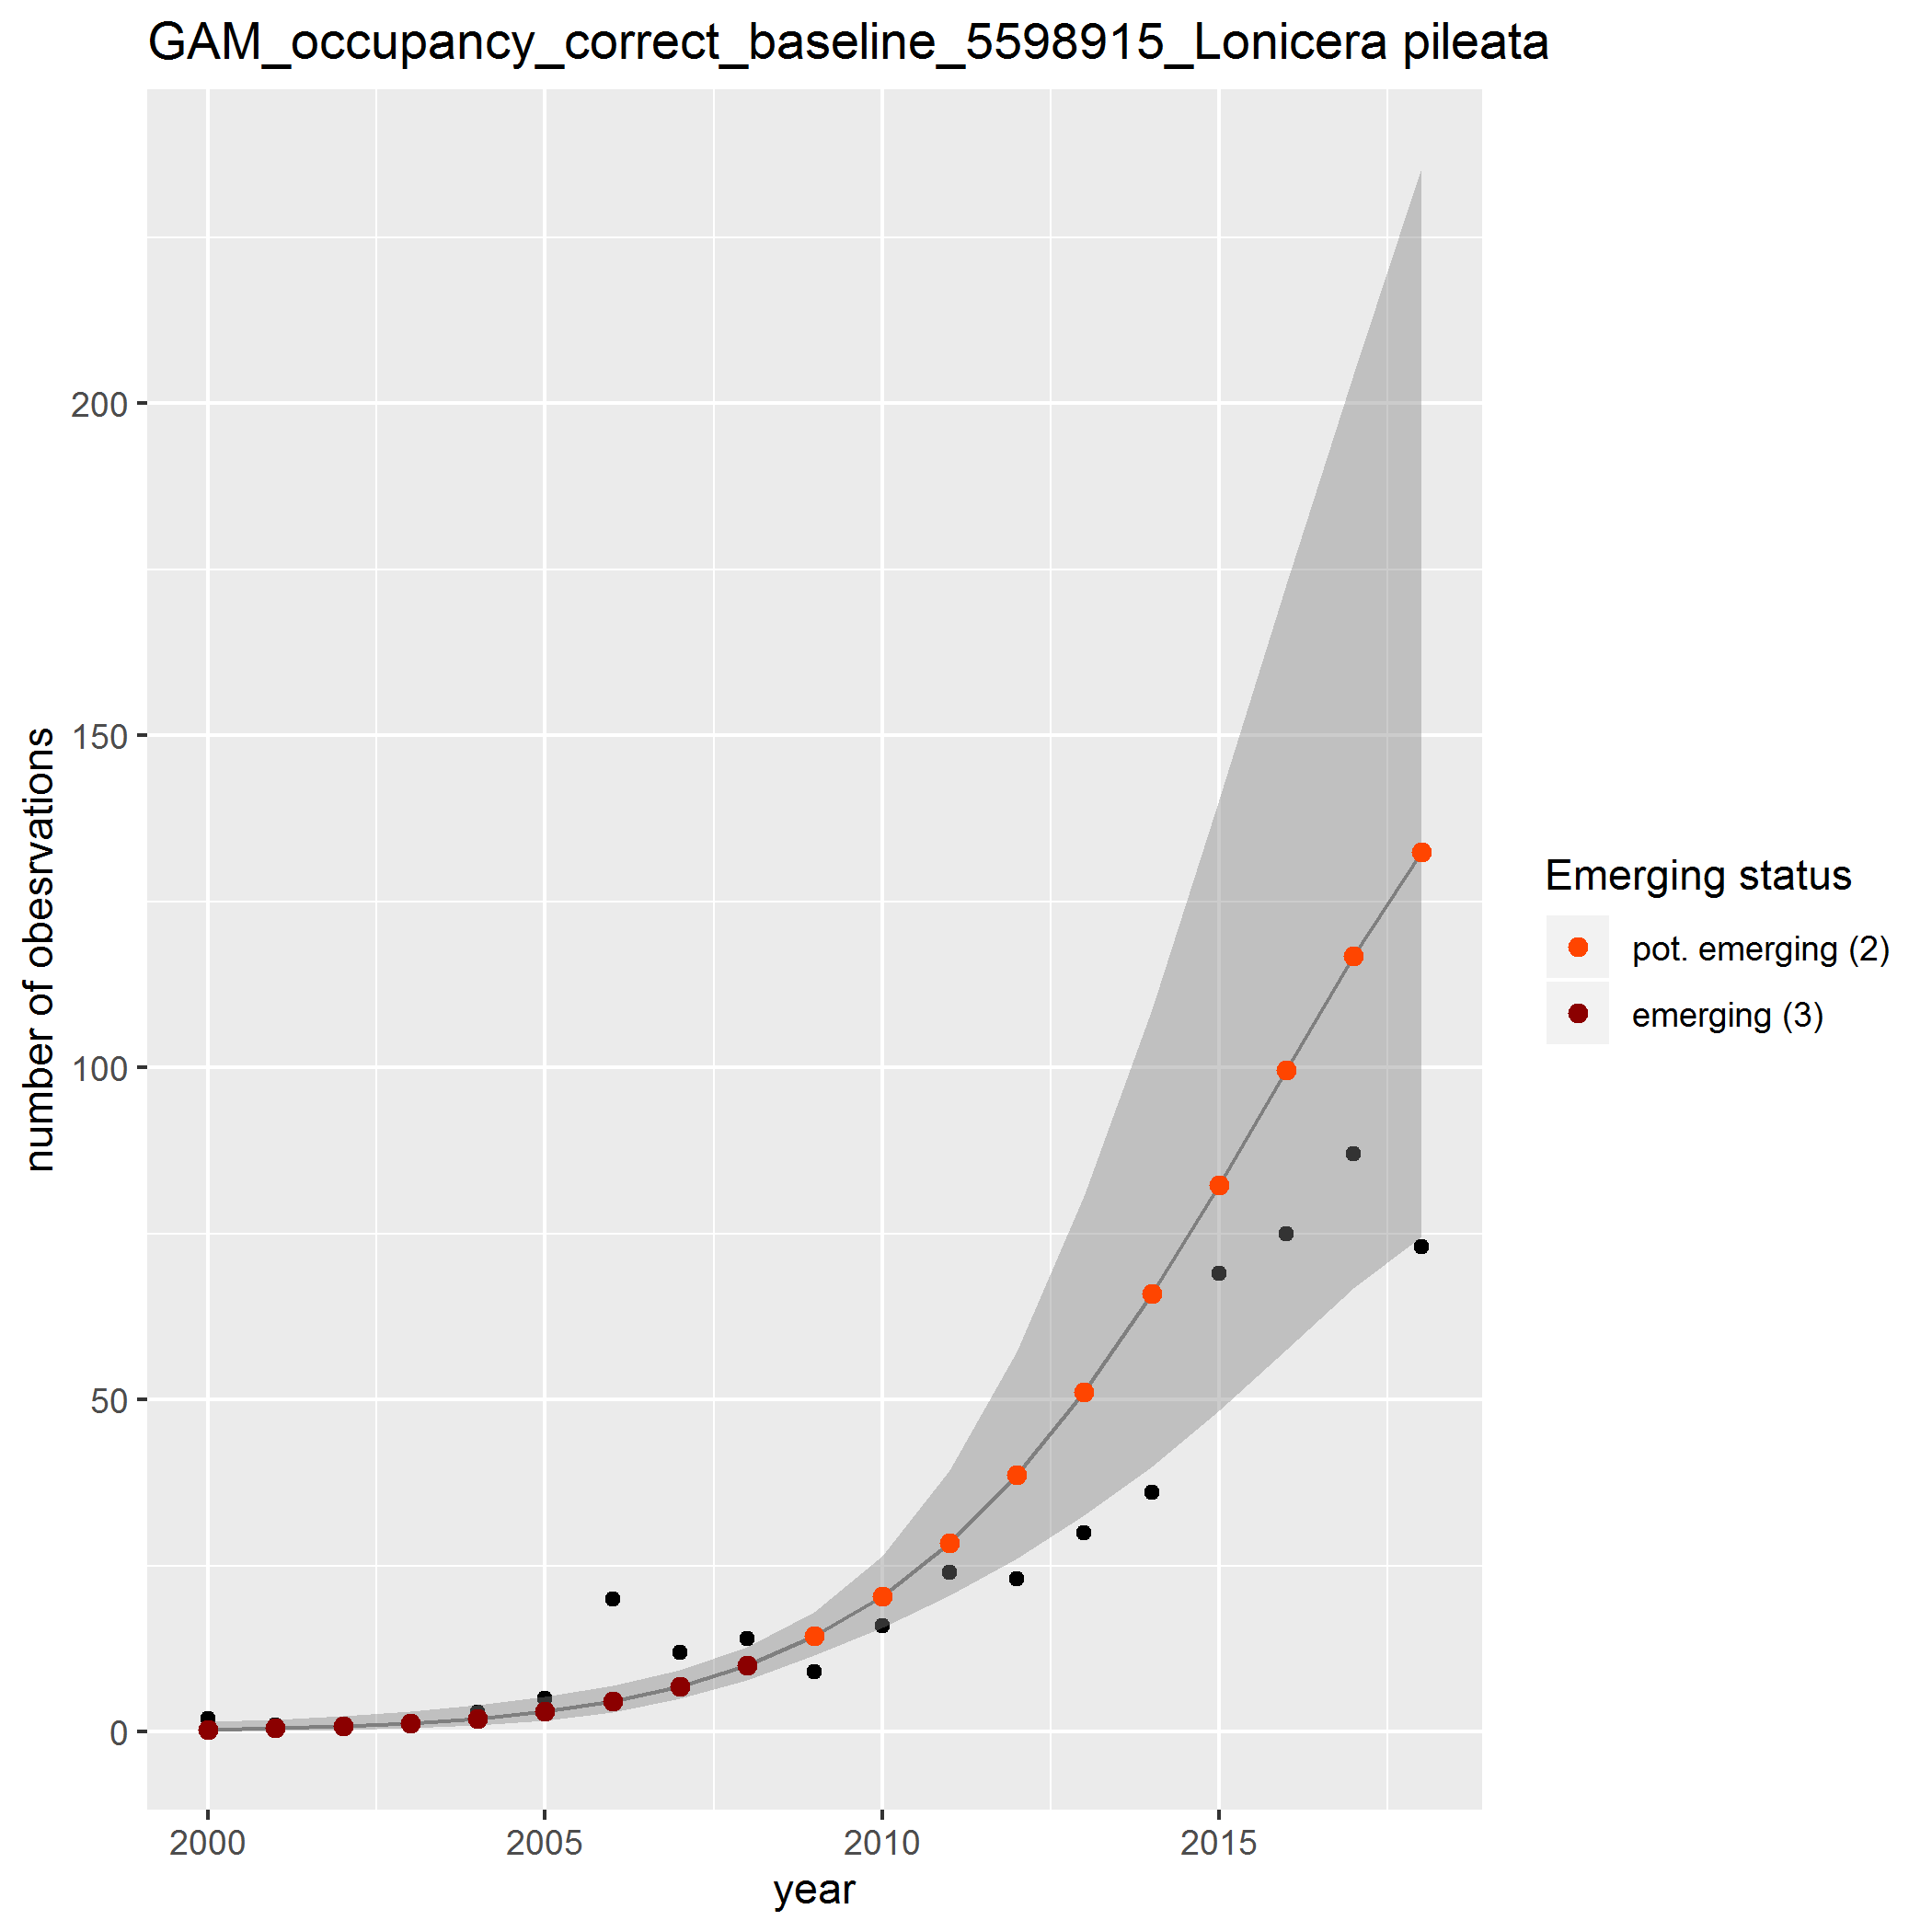 GAM_occupancy_correct_baseline_5598915_Lonicera pileata
number of obesrvations
200
150
100
50
0
2000 2005 2010 2015
year
Emerging status
pot. emerging (2)
emerging (3)